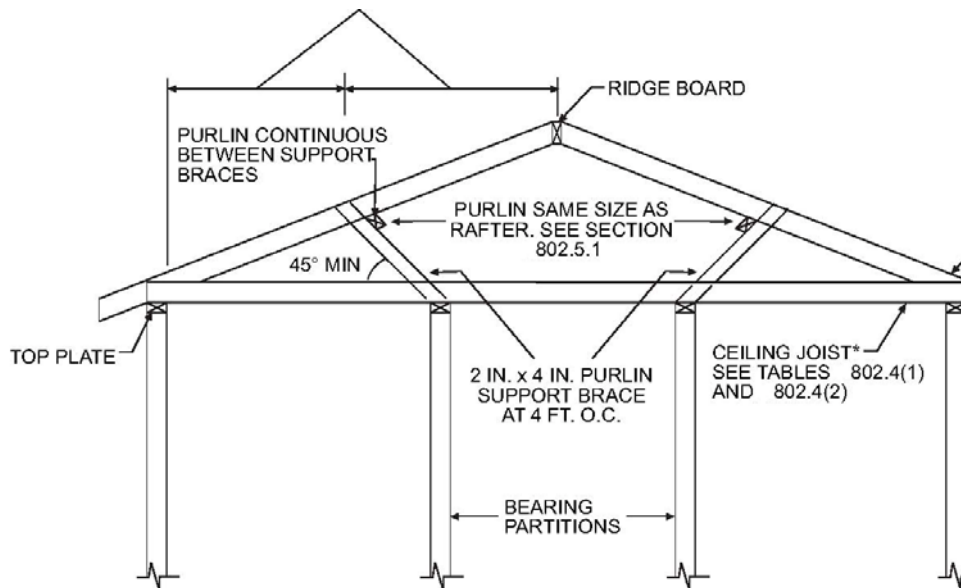 RIDGE BOARD
PURLIN CONTINUOUS
BETWEEN SUPPORT
BRACES
PURLIN SAME SIZE AS
RAFTER. SEE SECTION
802.5.1
45° MIN
TOP PLATE
2 IN. x 4 IN. PURLIN
SUPPORT BRACE
AT 4 FT. O.C.
CEILING JOIST*
SEE TABLES 802.4(1)
AND 802.4(2)
BEARING
PARTITIONS